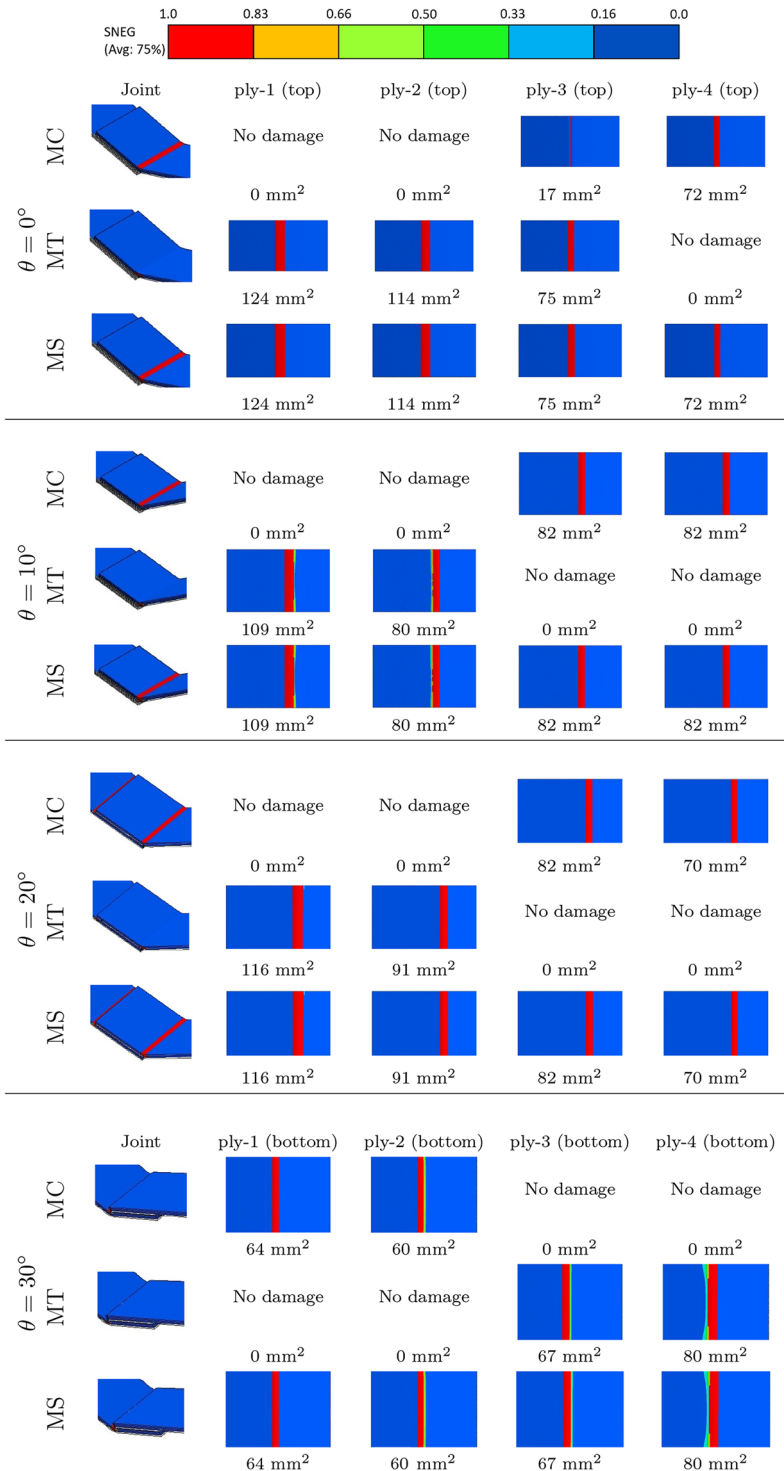 1.0 0.83 0.66 0.50 0.33 0.16 0.0
SNEG
(Avg: 75%)
Joint ply-1 (top) ply-2 (top) ply-3 (top) ply-4 (top)
θ = 0°
MC No damage No damage
0 mm² 0 mm² 17 mm² 72 mm²
MT No damage
124 mm² 114 mm² 75 mm² 0 mm²
MS
124 mm² 114 mm² 75 mm² 72 mm²
θ = 10°
MC No damage No damage
0 mm² 0 mm² 82 mm² 82 mm²
MT No damage No damage
109 mm² 80 mm² 0 mm² 0 mm²
MS
109 mm² 80 mm² 82 mm² 82 mm²
θ = 20°
MC No damage No damage
0 mm² 0 mm² 82 mm² 70 mm²
MT No damage No damage
116 mm² 91 mm² 0 mm² 0 mm²
MS
116 mm² 91 mm² 82 mm² 70 mm²
Joint ply-1 (bottom) ply-2 (bottom) ply-3 (bottom) ply-4 (bottom)
θ = 30°
MC No damage No damage
64 mm² 60 mm² 0 mm² 0 mm²
MT No damage No damage
0 mm² 0 mm² 67 mm² 80 mm²
MS
64 mm² 60 mm² 67 mm² 80 mm²